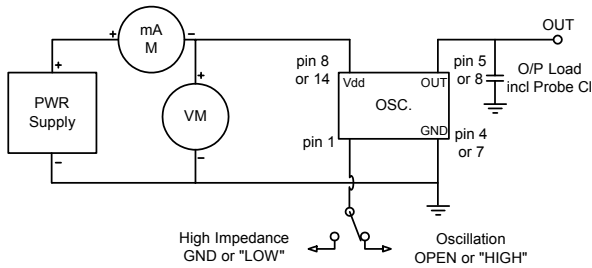 mA
M
+
−
OUT
+
+
pin 8
or 14
pin 5
or 8
O/P Load
incl Probe Cl
Vdd
OUT
PWR
Supply
VM
OSC.
GND
pin 1
pin 4
or 7
−
−
High Impedance
GND or "LOW"
Oscillation
OPEN or "HIGH"